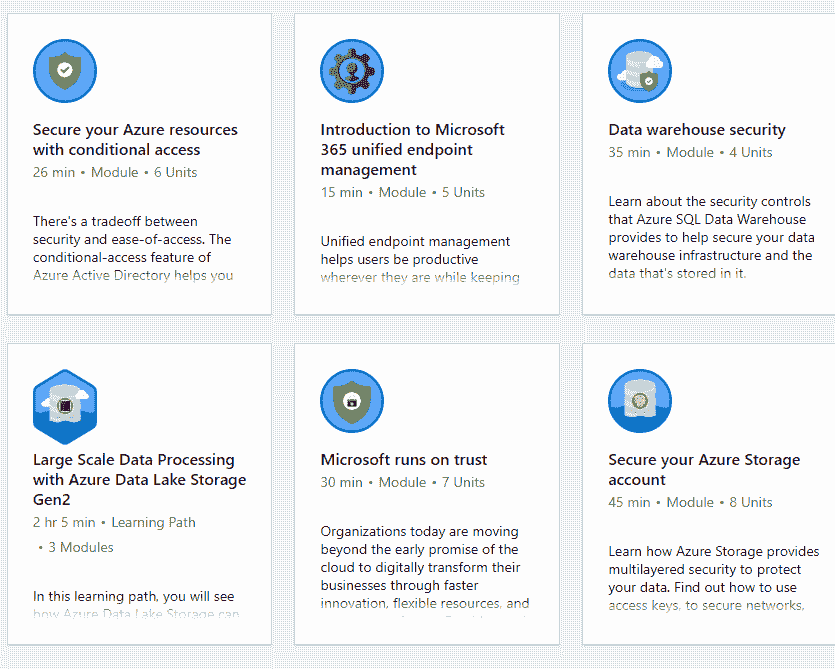 Secure your Azure resources
with conditional access
26 min • Module • 6 Units
There's a tradeoff between
security and ease-of-access. The
conditional-access feature of
Azure Active Directory helps you
Introduction to Microsoft
365 unified endpoint
management
15 min • Module • 5 Units
Unified endpoint management
helps users be productive
wherever they are while keeping
Data warehouse security
35 min • Module • 4 Units
Learn about the security controls
that Azure SQL Data Warehouse
provides to help secure your data
warehouse infrastructure and the
data that's stored in it.
Large Scale Data Processing
with Azure Data Lake Storage
Gen2
2 hr 5 min • Learning Path
• 3 Modules
In this learning path, you will see
how Azure Data Lake Storage can
Microsoft runs on trust
30 min • Module • 7 Units
Organizations today are moving
beyond the early promise of the
cloud to digitally transform their
businesses through faster
innovation, flexible resources, and
Secure your Azure Storage
account
45 min • Module • 8 Units
Learn how Azure Storage provides
multilayered security to protect
your data. Find out how to use
access keys, to secure networks,